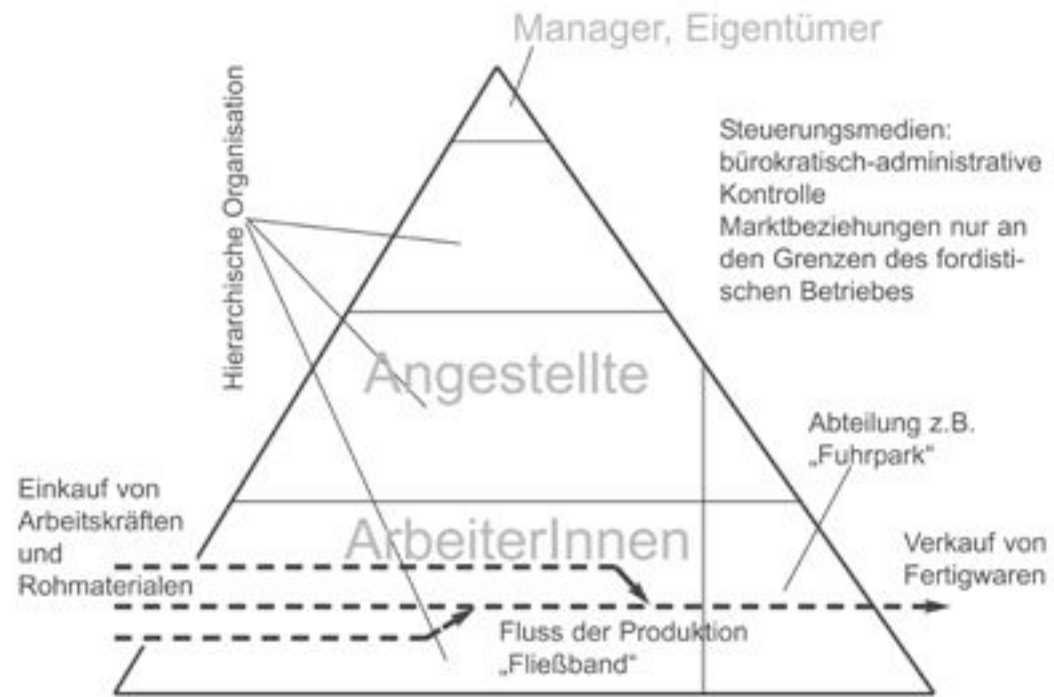 Manager, Eigentümer
Hierarchische Organisation
Steuerungsmedien:
bürokratisch-administrative
Kontrolle
Marktbeziehungen nur an
den Grenzen des fordisti-
schen Betriebes
Angestellte
Abteilung z.B.
„Fuhrpark“
Einkauf von
Arbeitskräften
und
Rohmaterialen
ArbeiterInnen
Verkauf von
Fertigwaren
Fluss der Produktion
„Fließband“